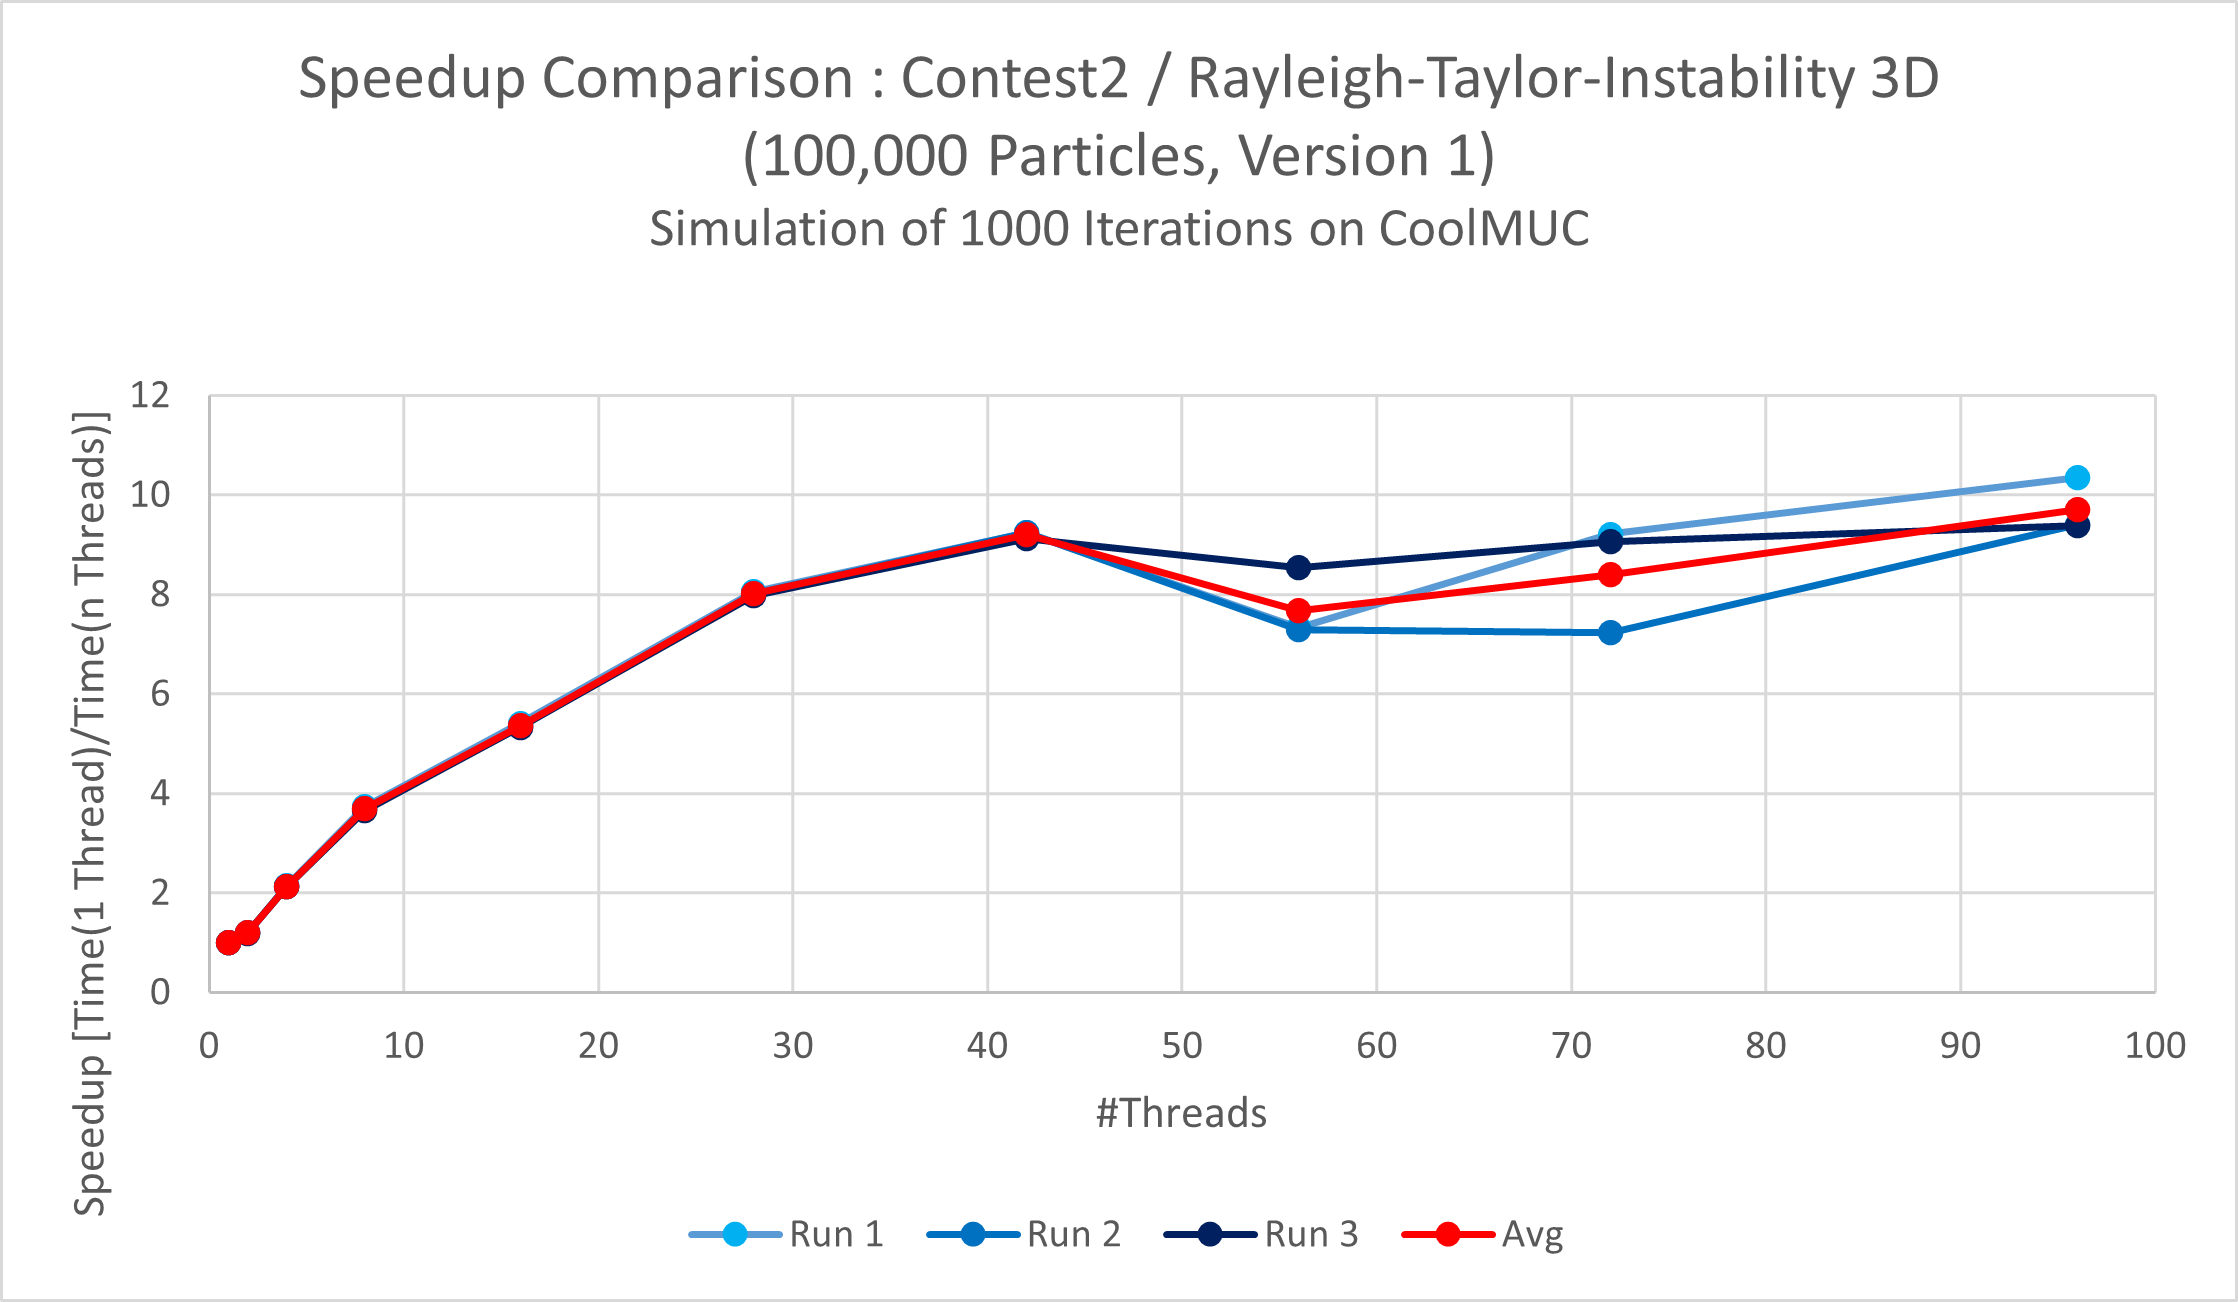 Speedup Comparison : Contest2 / Rayleigh-Taylor-Instability 3D
(100,000 Particles, Version 1)
Simulation of 1000 Iterations on CoolMUC
Speedup [Time(1 Thread)/Time(n Threads)]
12
10
8
6
4
2
0
0 10 20 30 40 50 60 70 80 90 100
#Threads
Run 1 Run 2 Run 3 Avg